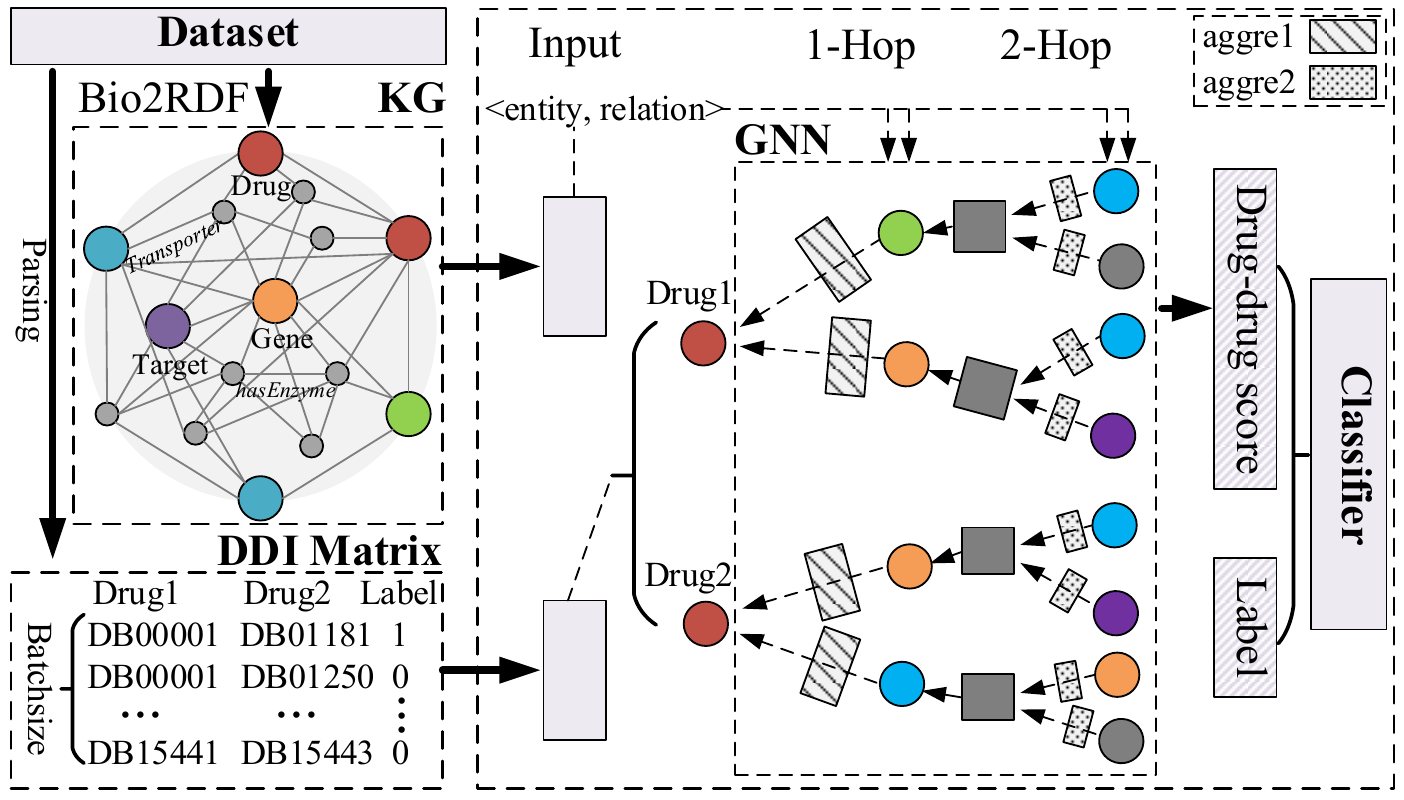 Dataset
Bio2RDF
KG
Drug
Transporter
Gene
Target
hasEnzyme
Parsing
DDI Matrix
Drug1 Drug2 Label
Batchsize
DB00001 DB01181 1
DB00001 DB01250 0
... ... ⋮
DB15441 DB15443 0
Input
1-Hop
2-Hop
aggre1
aggre2
<entity, relation>
GNN
Drug1
Drug2
Drug-drug score
Label
Classifier